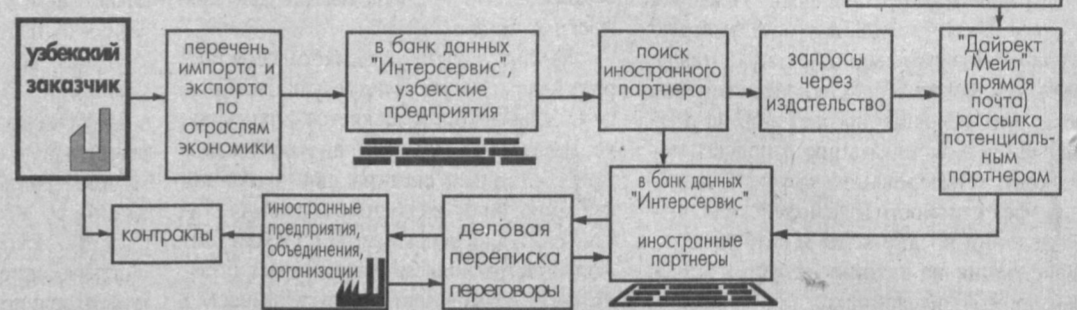 узбекский
заказчик
перечень
импорта и
экспорта
по
отраслям
экономики
в банк данных
"Интерсервис",
узбекские
предприятия
поиск
иностранного
партнера
запросы
через
издательство
"Дайрект
Мейл"
(прямая
почта)
рассылка
потенциаль-
ным
партнерам
в банк данных
"Интерсервис"
иностранные
партнеры
деловая
переписка
переговоры
иностранные
предприятия,
объединения,
организации
контракты